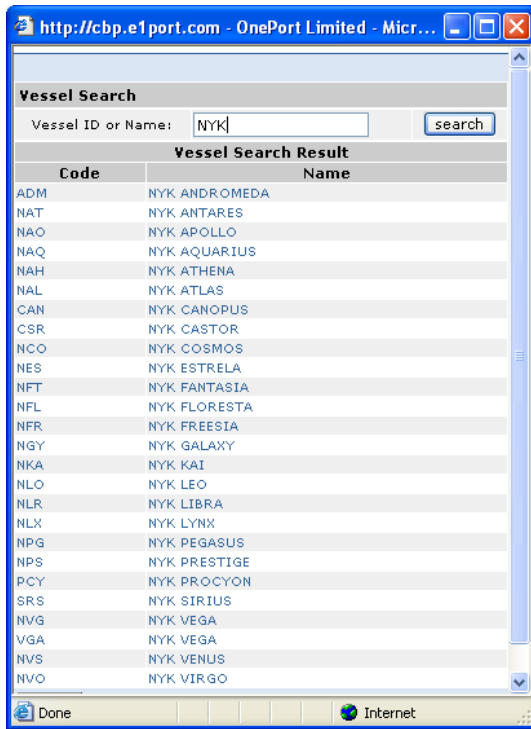 http://cbp.e1port.com - OnePort Limited - Micr...
Vessel Search
Vessel ID or Name: NYK search
Vessel Search Result
Code Name
ADM NYK ANDROMEDA
NAT NYK ANTARES
NAO NYK APOLLO
NAQ NYK AQUARIUS
NAH NYK ATHENA
NAL NYK ATLAS
CAN NYK CANOPUS
CSR NYK CASTOR
NCO NYK COSMOS
NES NYK ESTRELA
NFT NYK FANTASIA
NFL NYK FLORESTA
NFR NYK FREESIA
NGY NYK GALAXY
NKA NYK KAI
NLO NYK LEO
NLR NYK LIBRA
NLX NYK LYNX
NPG NYK PEGASUS
NPS NYK PRESTIGE
PCY NYK PROCYON
SRS NYK SIRIUS
NVG NYK VEGA
VGA NYK VEGA
NVS NYK VENUS
NVO NYK VIRGO
Done Internet